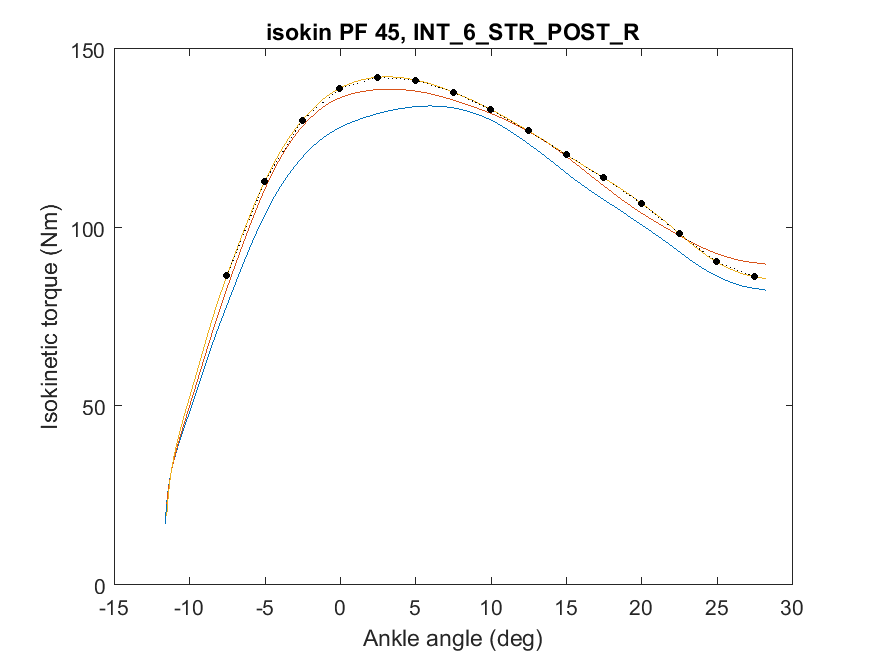 isokin PF 45, INT_6_STR_POST_R
150
100
50
0
Isokinetic torque (Nm)
-15 -10 -5 0 5 10 15 20 25 30
Ankle angle (deg)